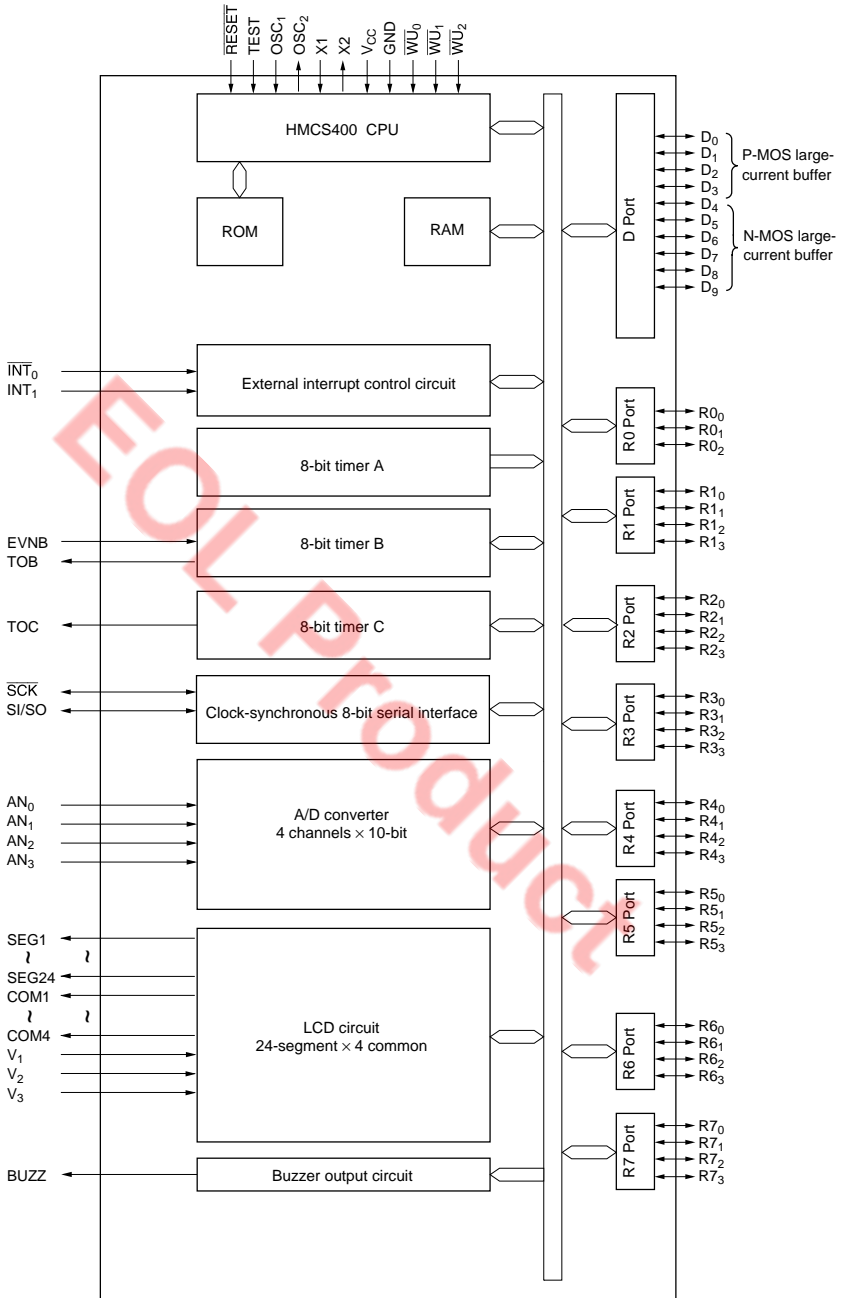 R̅E̅S̅E̅T̅
TEST
OSC₁
OSC₂
X1
X2
VCC
GND
W̅U̅₀
W̅U̅₁
W̅U̅₂
HMCS400 CPU
ROM
RAM
D Port
D₀
D₁
D₂
D₃
D₄
D₅
D₆
D₇
D₈
D₉
P-MOS large-
current buffer
N-MOS large-
current buffer
I̅N̅T̅₀
INT₁
External interrupt control circuit
R0 Port
R0₀
R0₁
R0₂
8-bit timer A
R1 Port
R1₀
R1₁
R1₂
R1₃
EVNB
TOB
8-bit timer B
TOC
8-bit timer C
R2 Port
R2₀
R2₁
R2₂
R2₃
S̅C̅K̅
SI/SO
Clock-synchronous 8-bit serial interface
R3 Port
R3₀
R3₁
R3₂
R3₃
AN₀
AN₁
AN₂
AN₃
A/D converter
4 channels × 10-bit
R4 Port
R4₀
R4₁
R4₂
R4₃
R5 Port
R5₀
R5₁
R5₂
R5₃
SEG1
~ ~
SEG24
COM1
~ ~
COM4
V₁
V₂
V₃
LCD circuit
24-segment × 4 common
R6 Port
R6₀
R6₁
R6₂
R6₃
R7 Port
R7₀
R7₁
R7₂
R7₃
BUZZ
Buzzer output circuit
EOL Product